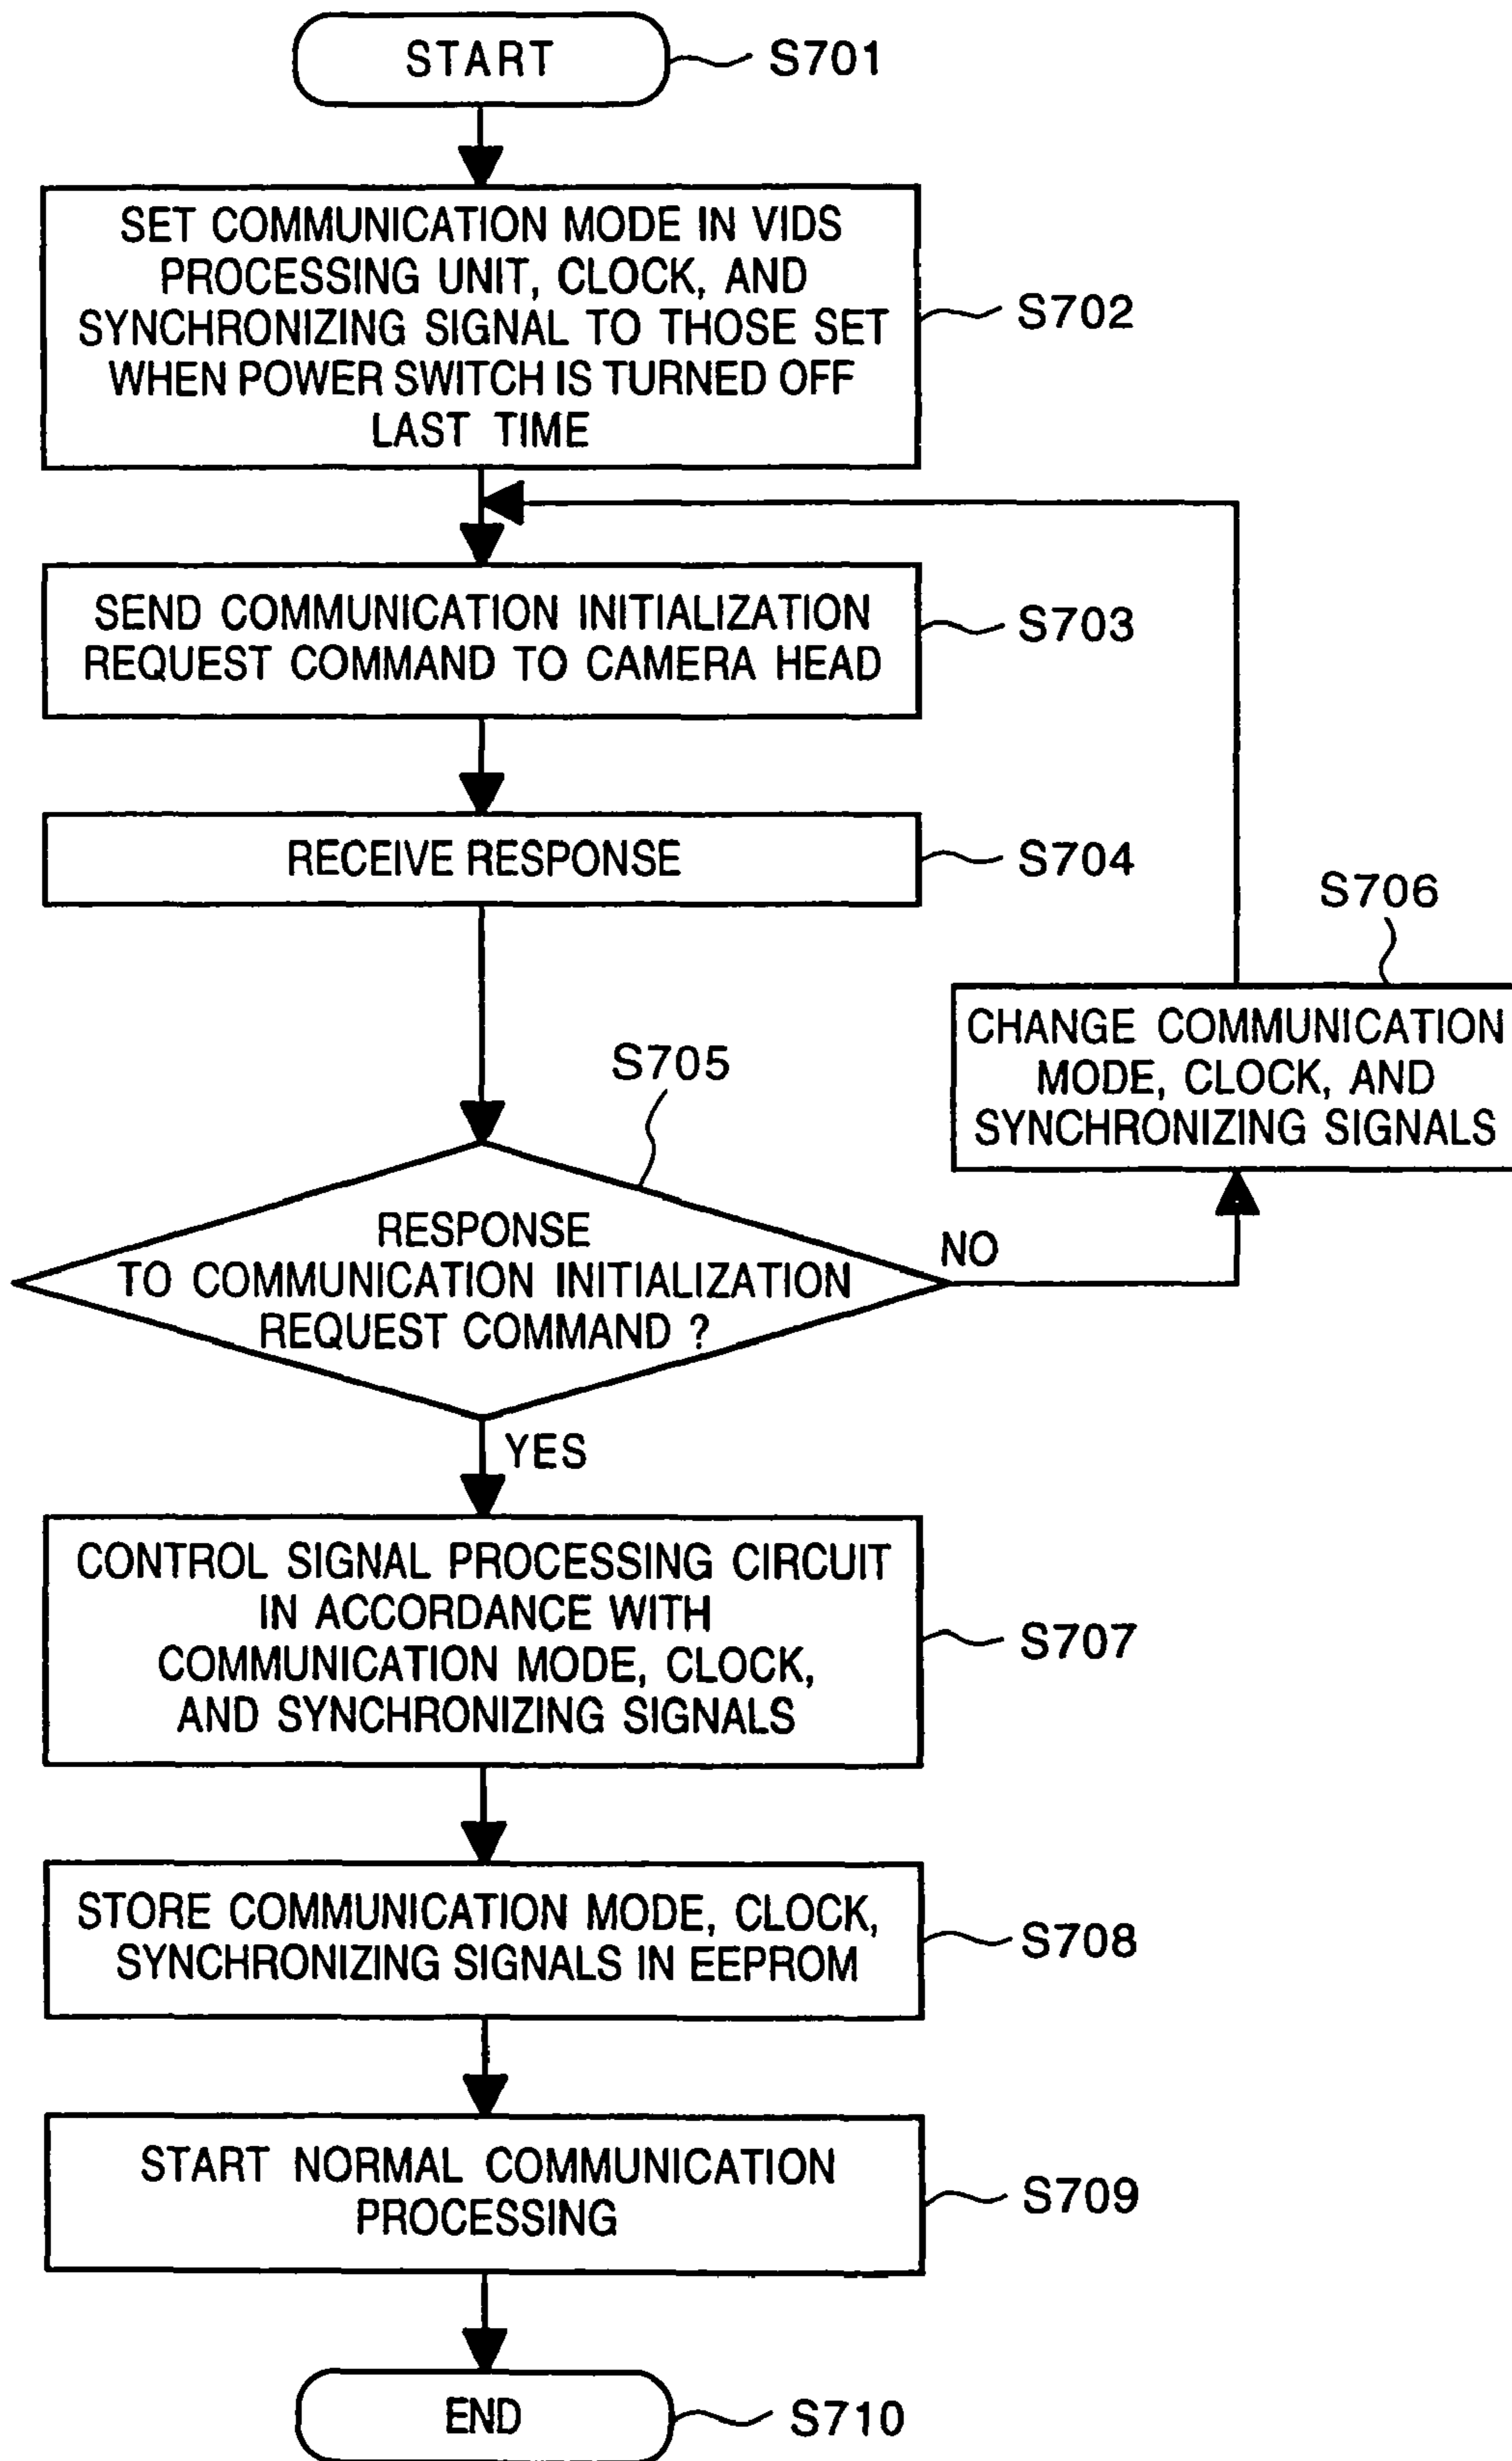 START
S701
SET COMMUNICATION MODE IN VIDS
PROCESSING UNIT, CLOCK, AND
SYNCHRONIZING SIGNAL TO THOSE SET
WHEN POWER SWITCH IS TURNED OFF
LAST TIME
S702
SEND COMMUNICATION INITIALIZATION
REQUEST COMMAND TO CAMERA HEAD
S703
RECEIVE RESPONSE
S704
S706
CHANGE COMMUNICATION
MODE, CLOCK, AND
SYNCHRONIZING SIGNALS
S705
RESPONSE
TO COMMUNICATION INITIALIZATION
REQUEST COMMAND ?
NO
YES
CONTROL SIGNAL PROCESSING CIRCUIT
IN ACCORDANCE WITH
COMMUNICATION MODE, CLOCK,
AND SYNCHRONIZING SIGNALS
S707
STORE COMMUNICATION MODE, CLOCK,
SYNCHRONIZING SIGNALS IN EEPROM
S708
START NORMAL COMMUNICATION
PROCESSING
S709
END
S710